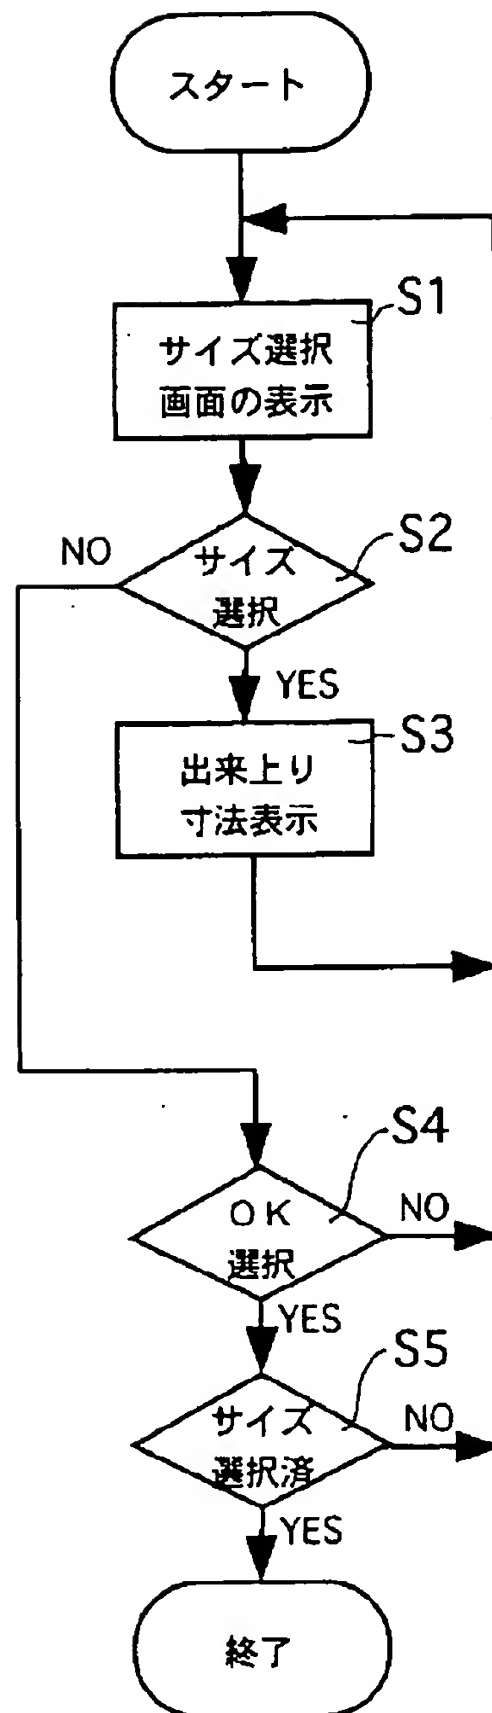 スタート
S1
サイズ選択
画面の表示
S2
NO
サイズ
選択
YES
S3
出来上り
寸法表示
S4
OK
選択
NO
YES
S5
サイズ
選択済
NO
YES
終了